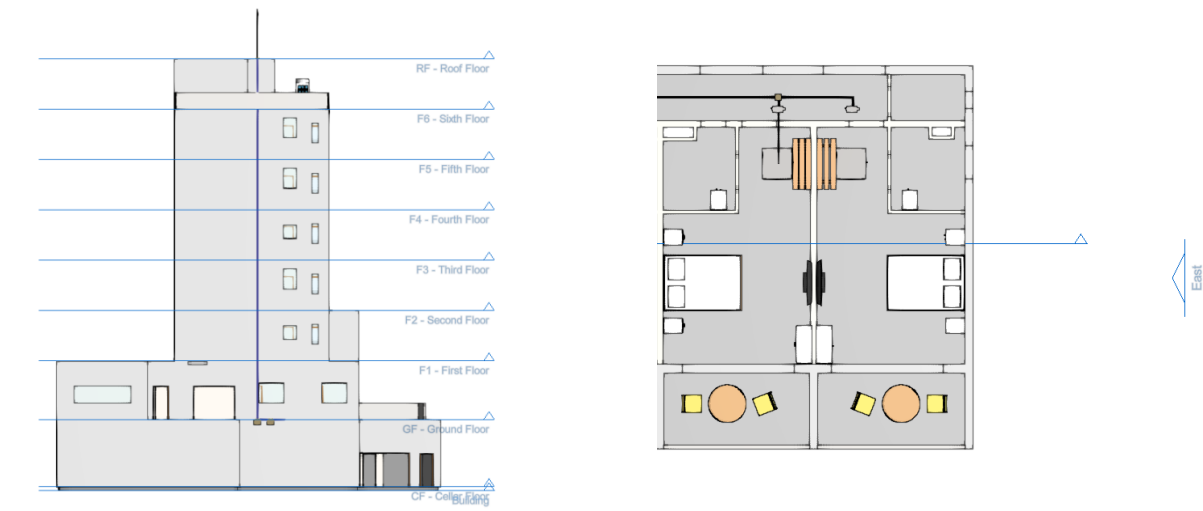 RF - Roof Floor
F6 - Sixth Floor
F5 - Fifth Floor
F4 - Fourth Floor
F3 - Third Floor
F2 - Second Floor
F1 - First Floor
GF - Ground Floor
CF - Cellar Floor
Building
East